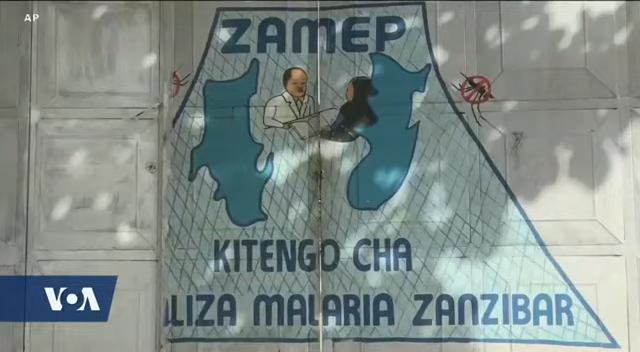 AP
ZAMEP
KITENGO CHA
LIZA MALARIA ZANZIBAR
VOA